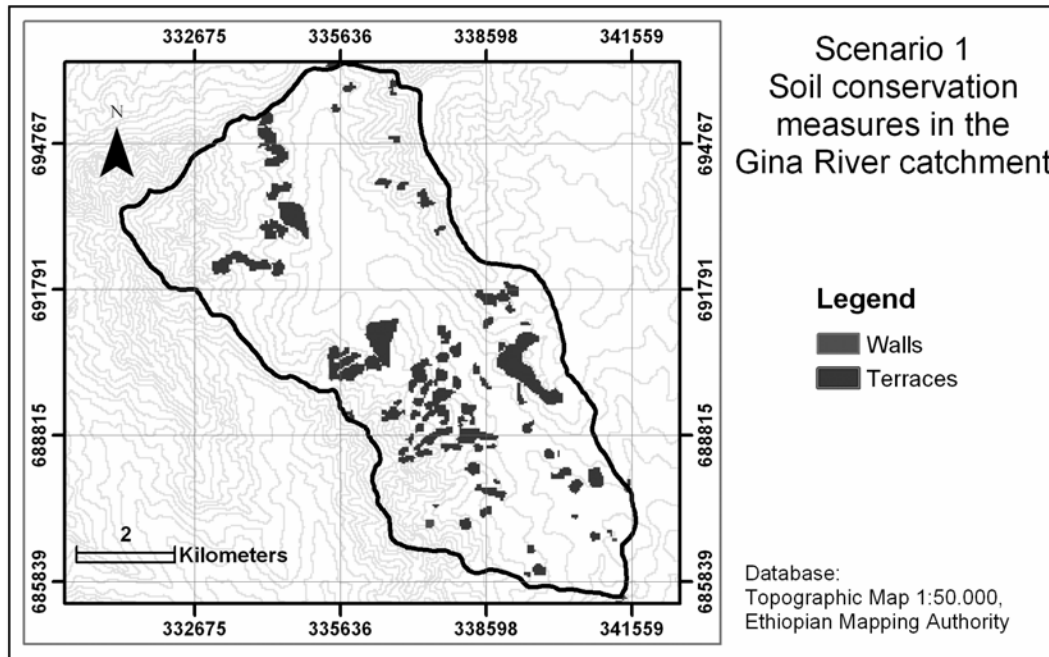 332675 335636 338598 341559
Scenario 1
Soil conservation
measures in the
Gina River catchment
N
694767 694767
691791 691791
Legend
Walls
Terraces
688815 688815
2
Kilometers
685839 685839
332675 335636 338598 341559
Database:
Topographic Map 1:50.000,
Ethiopian Mapping Authority